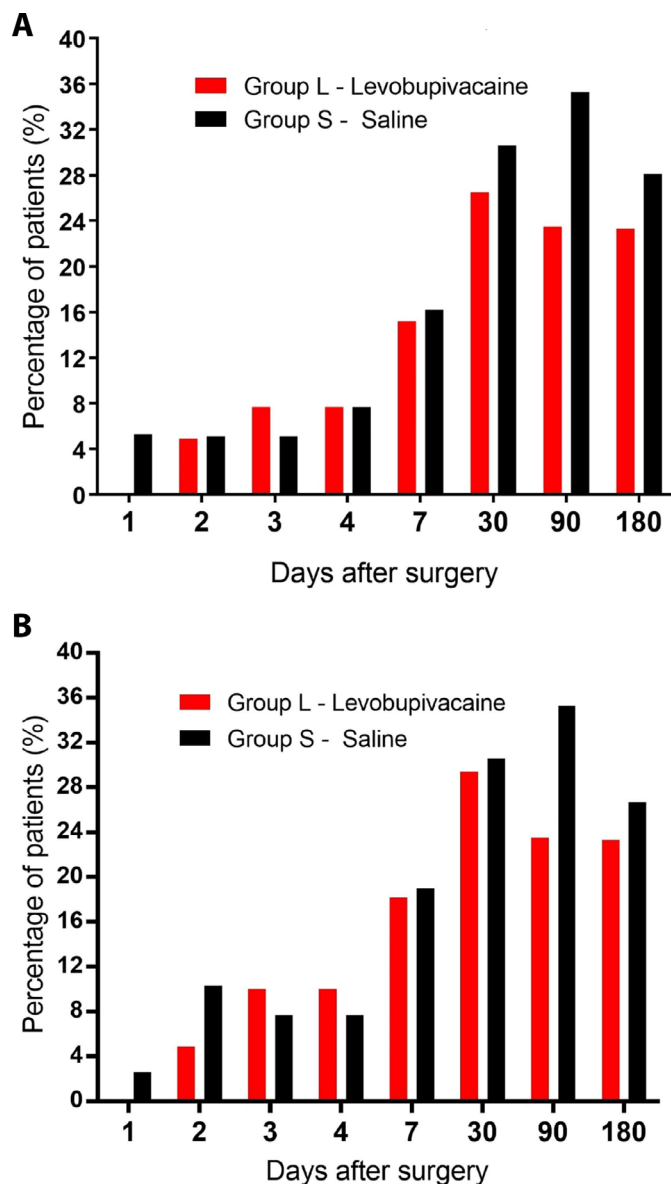 A
40
36
32
28
24
20
16
12
8
4
0
Percentage of patients (%)
Group L - Levobupivacaine
Group S - Saline
1 2 3 4 7 30 90 180
Days after surgery
B
40
36
32
28
24
20
16
12
8
4
0
Percentage of patients (%)
Group L - Levobupivacaine
Group S - Saline
1 2 3 4 7 30 90 180
Days after surgery